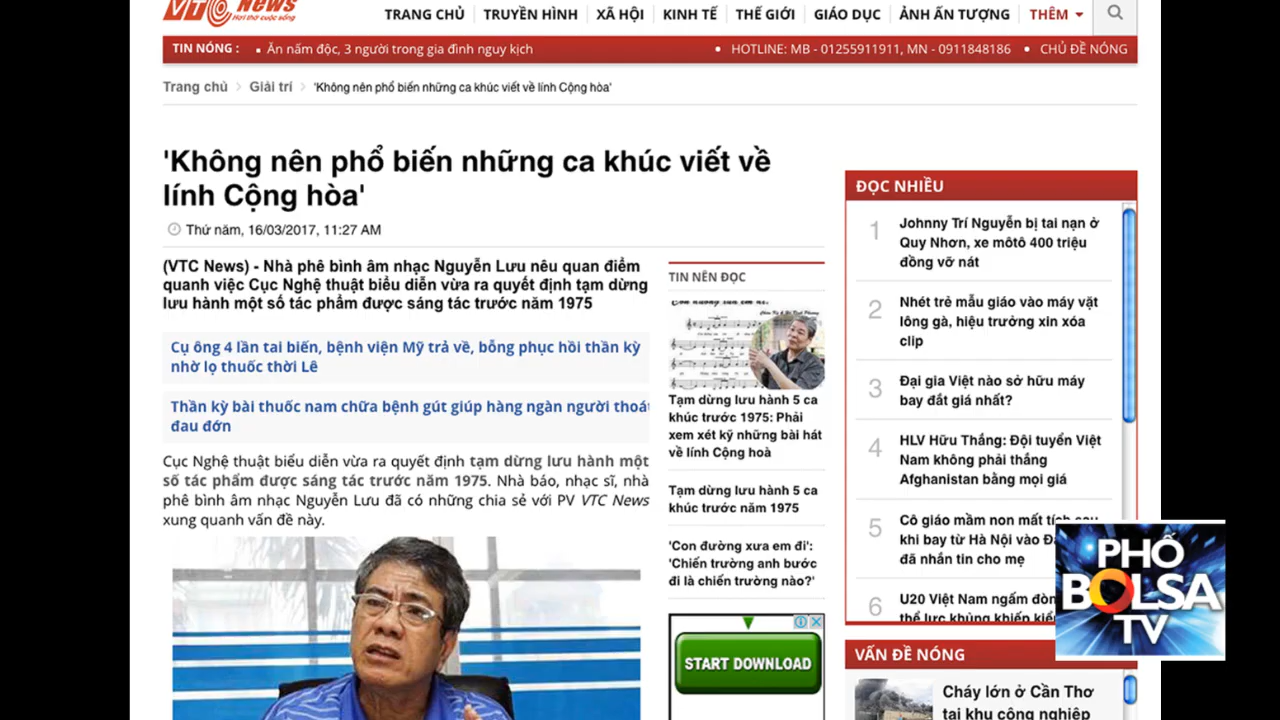 VTC News
Hơi thở cuộc sống
TRANG CHỦ
TRUYỀN HÌNH
XÃ HỘI
KINH TẾ
THẾ GIỚI
GIÁO DỤC
ẢNH ẤN TƯỢNG
THÊM
TIN NÓNG :
Ăn nấm độc, 3 người trong gia đình nguy kịch
HOTLINE: MB - 01255911911, MN - 0911848186
CHỦ ĐỀ NÓNG
Trang chủ
Giải trí
'Không nên phổ biến những ca khúc viết về lính Cộng hòa'
'Không nên phổ biến những ca khúc viết về
lính Cộng hòa'
Thứ năm, 16/03/2017, 11:27 AM
(VTC News) - Nhà phê bình âm nhạc Nguyễn Lưu nêu quan điểm
quanh việc Cục Nghệ thuật biểu diễn vừa ra quyết định tạm dừng
lưu hành một số tác phẩm được sáng tác trước năm 1975
Cụ ông 4 lần tai biến, bệnh viện Mỹ trả về, bỗng phục hồi thần kỳ
nhờ lọ thuốc thời Lê
Thần kỳ bài thuốc nam chữa bệnh gút giúp hàng ngàn người thoát
đau đớn
Cục Nghệ thuật biểu diễn vừa ra quyết định tạm dừng lưu hành một
số tác phẩm được sáng tác trước năm 1975. Nhà báo, nhạc sĩ, nhà
phê bình âm nhạc Nguyễn Lưu đã có những chia sẻ với PV VTC News
xung quanh vấn đề này.
TIN NÊN ĐỌC
Tạm dừng lưu hành 5 ca
khúc trước 1975: Phải
xem xét kỹ những bài hát
về lính Cộng hoà
Tạm dừng lưu hành 5 ca
khúc trước năm 1975
'Con đường xưa em đi':
'Chiến trường anh bước
đi là chiến trường nào?'
START DOWNLOAD
ĐỌC NHIỀU
1
Johnny Trí Nguyễn bị tai nạn ở
Quy Nhơn, xe môtô 400 triệu
đồng vỡ nát
2
Nhét trẻ mẫu giáo vào máy vặt
lông gà, hiệu trưởng xin xóa
clip
3
Đại gia Việt nào sở hữu máy
bay đắt giá nhất?
4
HLV Hữu Thắng: Đội tuyển Việt
Nam không phải thắng
Afghanistan bằng mọi giá
5
Cô giáo mầm non mất tích sau
khi bay từ Hà Nội vào
đã nhắn tin cho mẹ
6
U20 Việt Nam ngấm đòn
thể lực khủng khiếp
VẤN ĐỀ NÓNG
Cháy lớn ở Cần Thơ
tại khu công nghiệp
PHỐ
BOLSA
TV